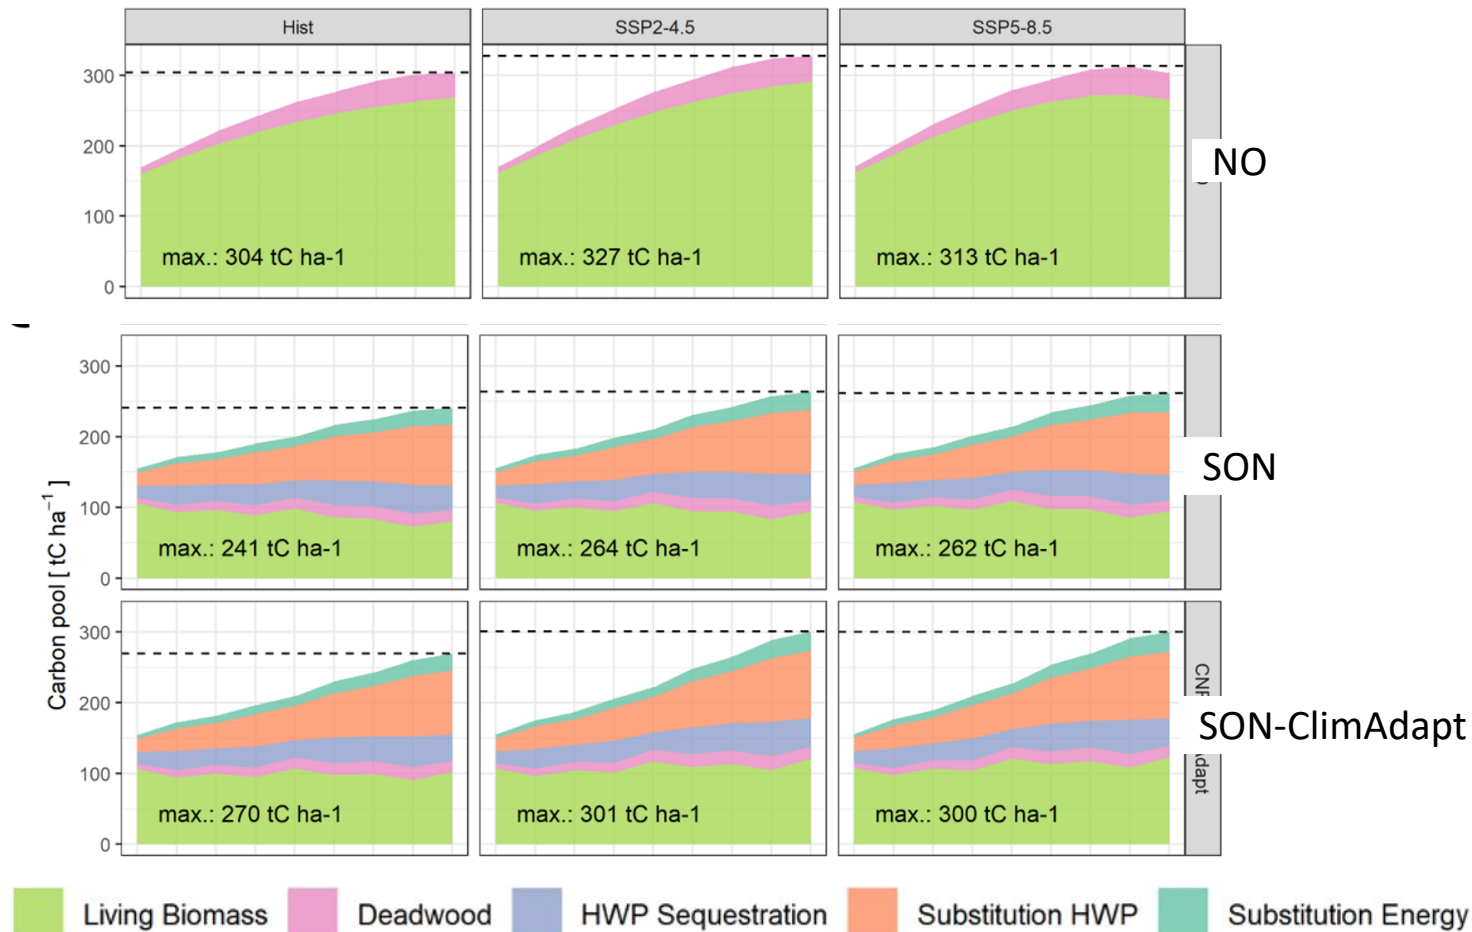 Hist SSP2-4.5 SSP5-8.5
300
200
100
0
max.: 304 tC ha-1 max.: 327 tC ha-1 max.: 313 tC ha-1
NO
Carbon pool [ tC ha⁻¹ ]
300
200
100
0
max.: 241 tC ha-1 max.: 264 tC ha-1 max.: 262 tC ha-1
SON
300
200
100
0
max.: 270 tC ha-1 max.: 301 tC ha-1 max.: 300 tC ha-1
SON-ClimAdapt
Living Biomass Deadwood HWP Sequestration Substitution HWP Substitution Energy